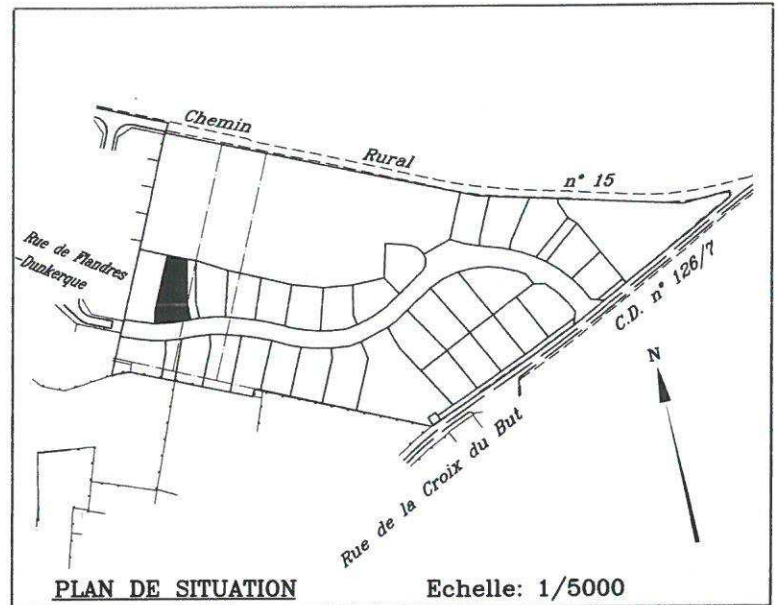 Chemin Rural n° 15
Rue de Flandres
-Dunkerque
C.D. n° 126/7
N
Rue de la Croix du But
PLAN DE SITUATION Echelle: 1/5000